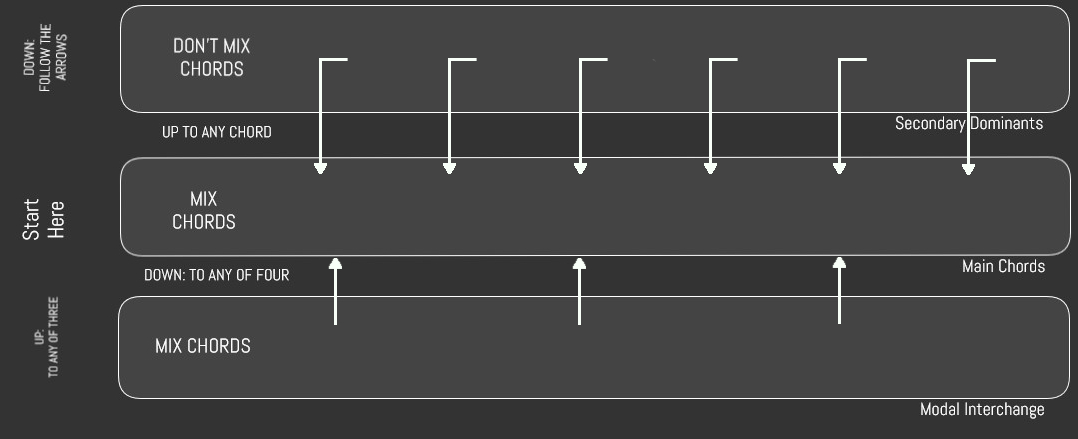 DOWN:
FOLLOW THE
ARROWS
DON'T MIX
CHORDS
UP TO ANY CHORD
Secondary Dominants
Start
Here
MIX
CHORDS
DOWN: TO ANY OF FOUR
Main Chords
UP:
TO ANY OF THREE
MIX CHORDS
Modal Interchange